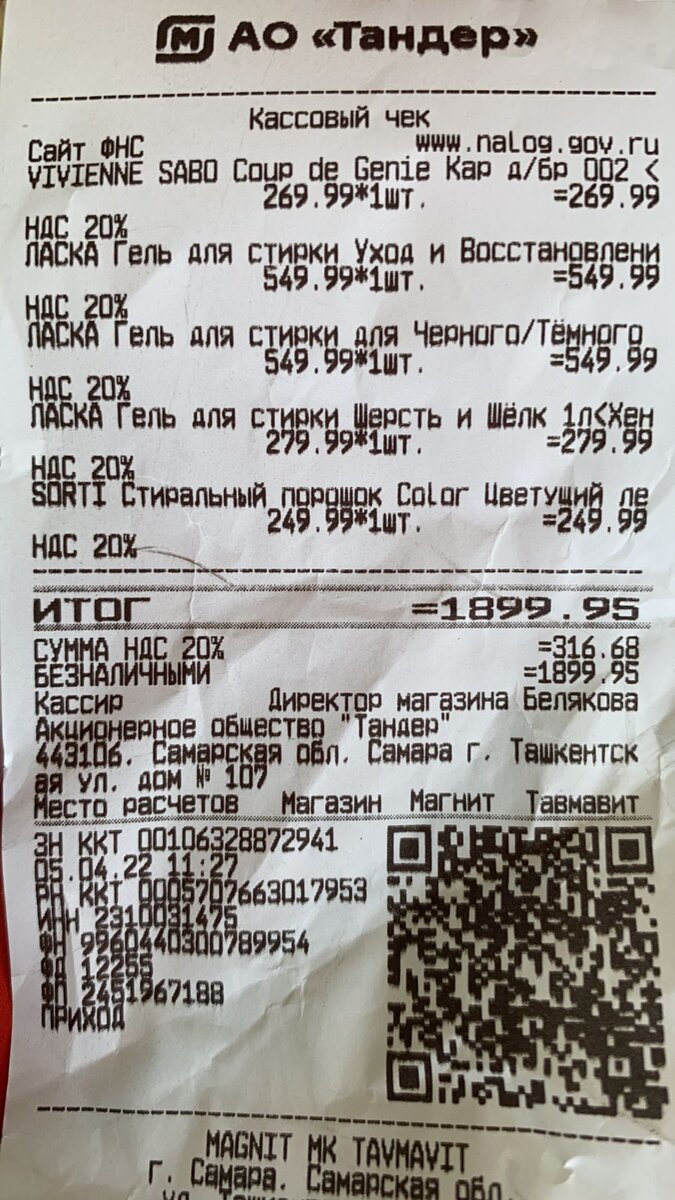 М АО «Тандер»
Кассовый чек
Сайт ФНС www.nalog.gov.ru
VIVIENNE SABO Coup de Genie Кар д/бр 002 <
269.99*1шт. =269.99
НДС 20%
ЛАСКА Гель для стирки Уход и Восстановлени
549.99*1шт. =549.99
НДС 20%
ЛАСКА Гель для стирки для Черного/Тёмного
549.99*1шт. =549.99
НДС 20%
ЛАСКА Гель для стирки Шерсть и Шёлк 1л<Хен
279.99*1шт. =279.99
НДС 20%
SORTI Стиральный порошок Color Цветущий ле
249.99*1шт. =249.99
НДС 20%
ИТОГ =1899.95
СУММА НДС 20% =316.68
БЕЗНАЛИЧНЫМИ =1899.95
Кассир Директор магазина Белякова
Акционерное общество "Тандер"
443106. Самарская обл. Самара г. Ташкентск
ая ул. дом № 107
Место расчетов Магазин Магнит Тавмавит
ЗН ККТ 00106328872941
05.04.22 11:27
РН ККТ 0005707663017953
ИНН 2310031475
ФН 9960440300789954
ФД 12255
ФП 2451967188
ПРИХОД
MAGNIT MK TAVMAVIT
Г. Самара. Самарская обл